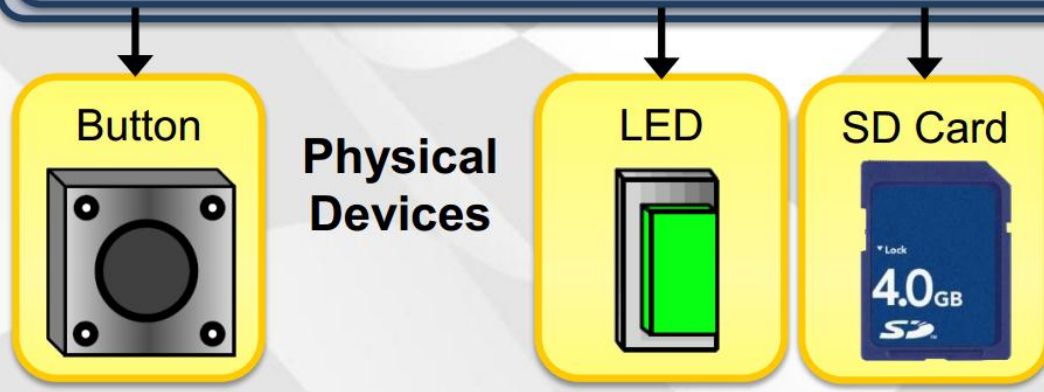 Button
Physical
Devices
LED
SD Card
Lock
4.0GB
SD